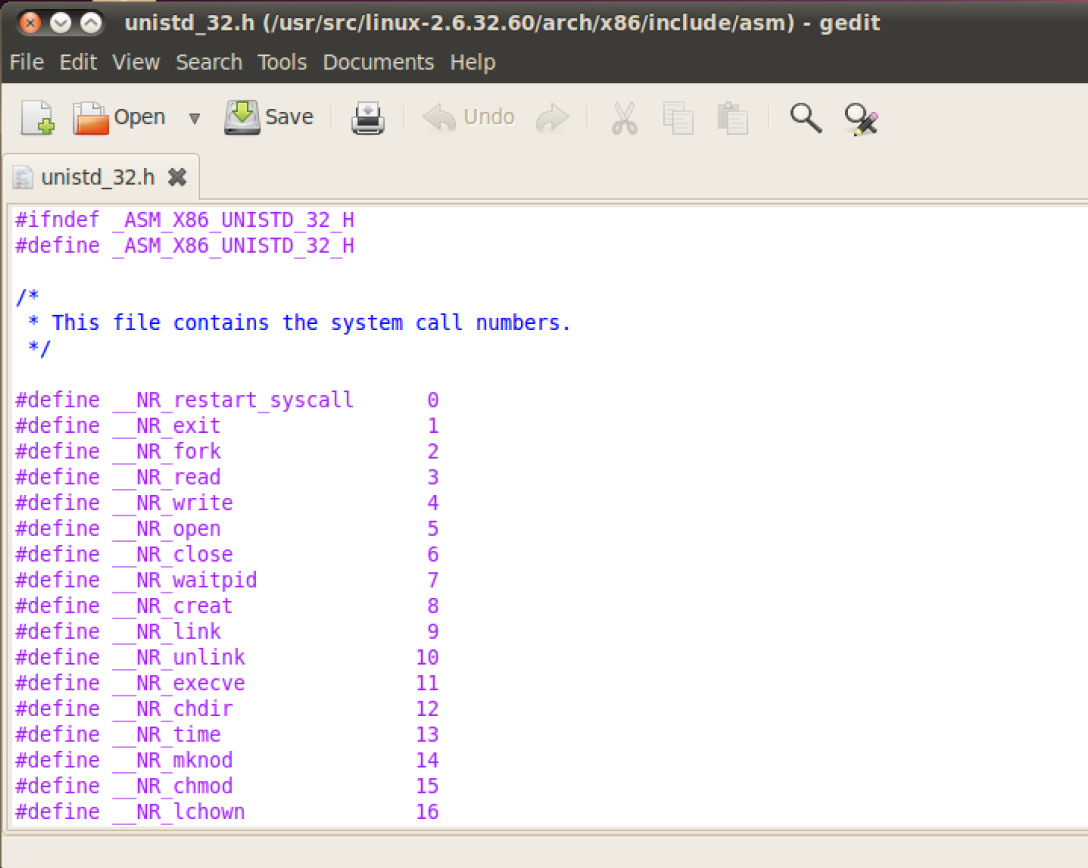 unistd_32.h (/usr/src/linux-2.6.32.60/arch/x86/include/asm) - gedit
File Edit View Search Tools Documents Help
Open Save Undo
unistd_32.h
#ifndef _ASM_X86_UNISTD_32_H
#define _ASM_X86_UNISTD_32_H
/*
 * This file contains the system call numbers.
 */
#define __NR_restart_syscall      0
#define __NR_exit                 1
#define __NR_fork                 2
#define __NR_read                 3
#define __NR_write                4
#define __NR_open                 5
#define __NR_close                6
#define __NR_waitpid              7
#define __NR_creat                8
#define __NR_link                 9
#define __NR_unlink              10
#define __NR_execve              11
#define __NR_chdir               12
#define __NR_time                13
#define __NR_mknod               14
#define __NR_chmod               15
#define __NR_lchown              16